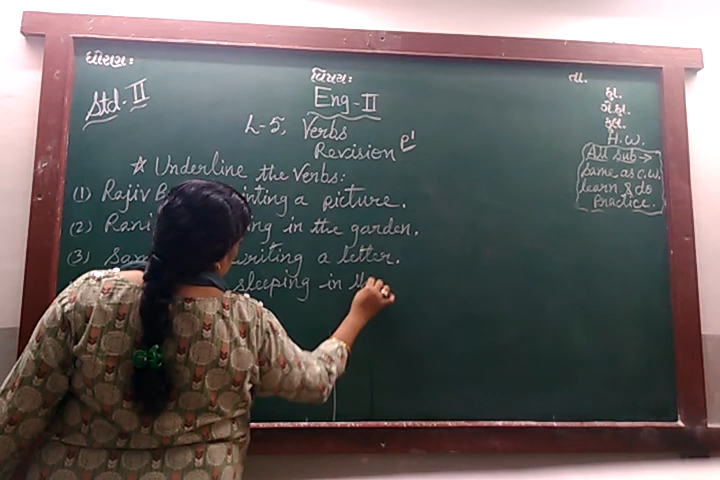 ધોરણ:
વિષય:
તા.
Std - II
Eng - II
હા.
ગે.હા.
કુલ.
L-5, Verbs
Revision
H.W.
All sub →
Same as C.W.
learn & do
Practice.
☆ Underline the Verbs:
(1) Rajiv a picture.
(2) Rani in the garden.
(3) writing a letter.
sleeping in